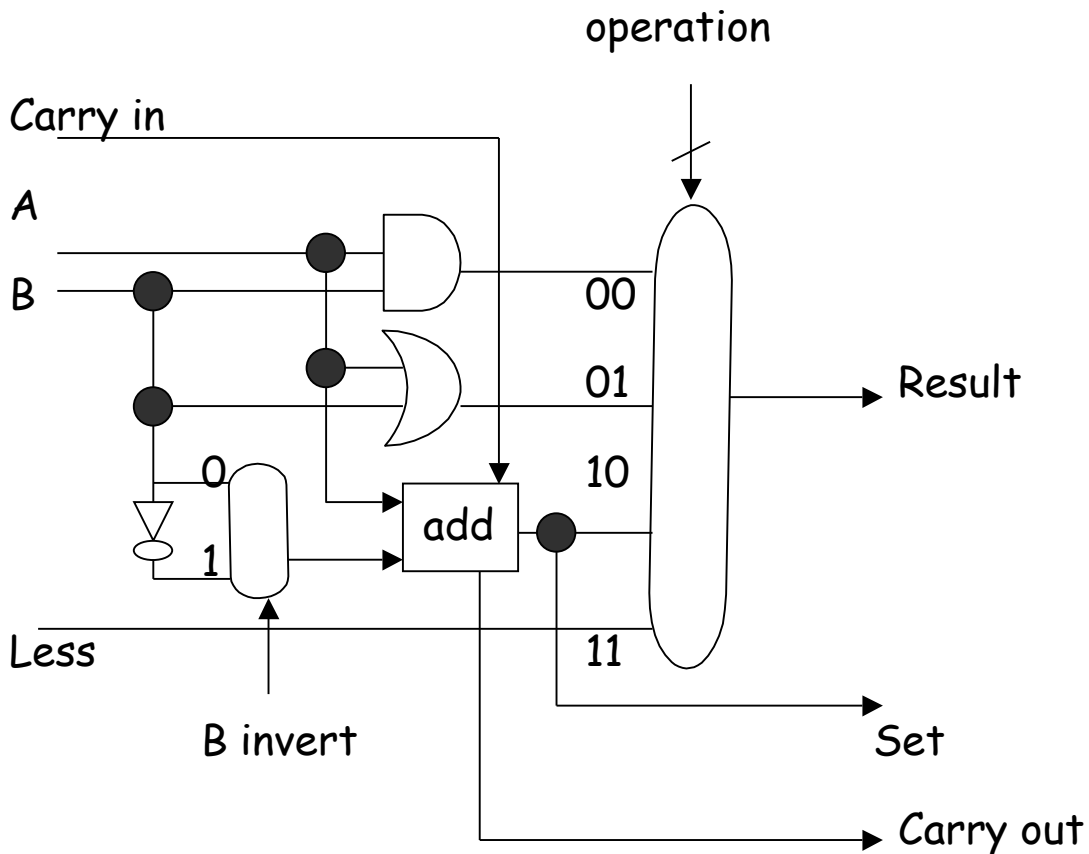 operation
Carry in
A
B
00
01
Result
0
10
add
1
Less
11
B invert
Set
Carry out